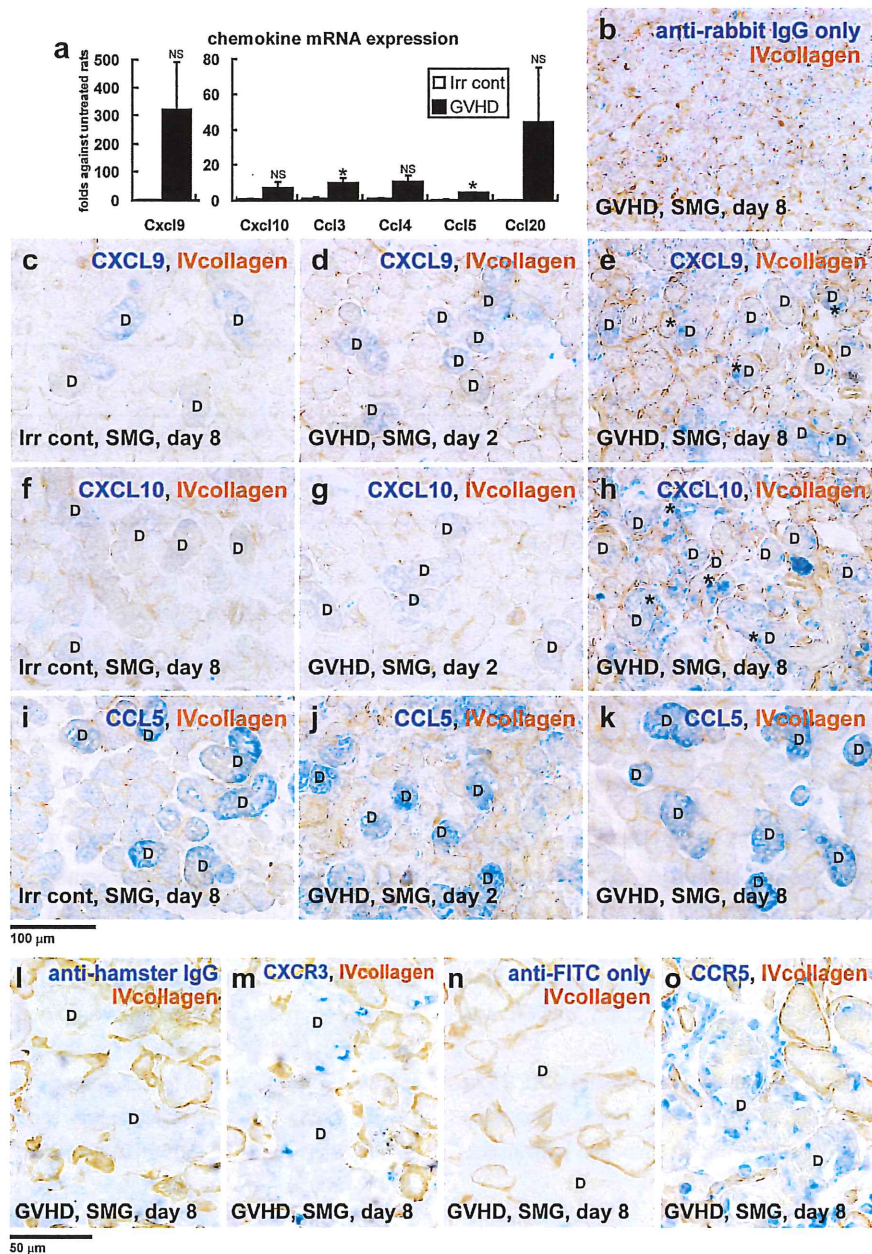 a
chemokine mRNA expression
folds against untreated rats
500
400
300
200
100
0
NS
Cxcl9
80
60
40
20
0
Irr cont
GVHD
NS
*
NS
*
NS
Cxcl10
Ccl3
Ccl4
Ccl5
Ccl20
b
anti-rabbit IgG only
IVcollagen
GVHD, SMG, day 8
c
CXCL9, IVcollagen
D
D
D
D
Irr cont, SMG, day 8
d
CXCL9, IVcollagen
D
D
D
D
D
D
D
GVHD, SMG, day 2
e
CXCL9, IVcollagen
D
D
*
*
D
D
D
*
D
D
D
D
GVHD, SMG, day 8
f
CXCL10, IVcollagen
D
D
D
D
D
Irr cont, SMG, day 8
g
CXCL10, IVcollagen
D
D
D
D
D
GVHD, SMG, day 2
h
CXCL10, IVcollagen
*
D
D
D
D
D
D
D
*
*
D
*
D
GVHD, SMG, day 8
i
CCL5, IVcollagen
D
D
D
D
D
D
Irr cont, SMG, day 8
j
CCL5, IVcollagen
D
D
D
D
D
D
GVHD, SMG, day 2
k
CCL5, IVcollagen
D
D
D
D
D
D
D
D
GVHD, SMG, day 8
100 μm
l
anti-hamster IgG
IVcollagen
D
D
GVHD, SMG, day 8
m
CXCR3, IVcollagen
D
D
GVHD, SMG, day 8
n
anti-FITC only
IVcollagen
D
D
GVHD, SMG, day 8
o
CCR5, IVcollagen
D
D
GVHD, SMG, day 8
50 μm